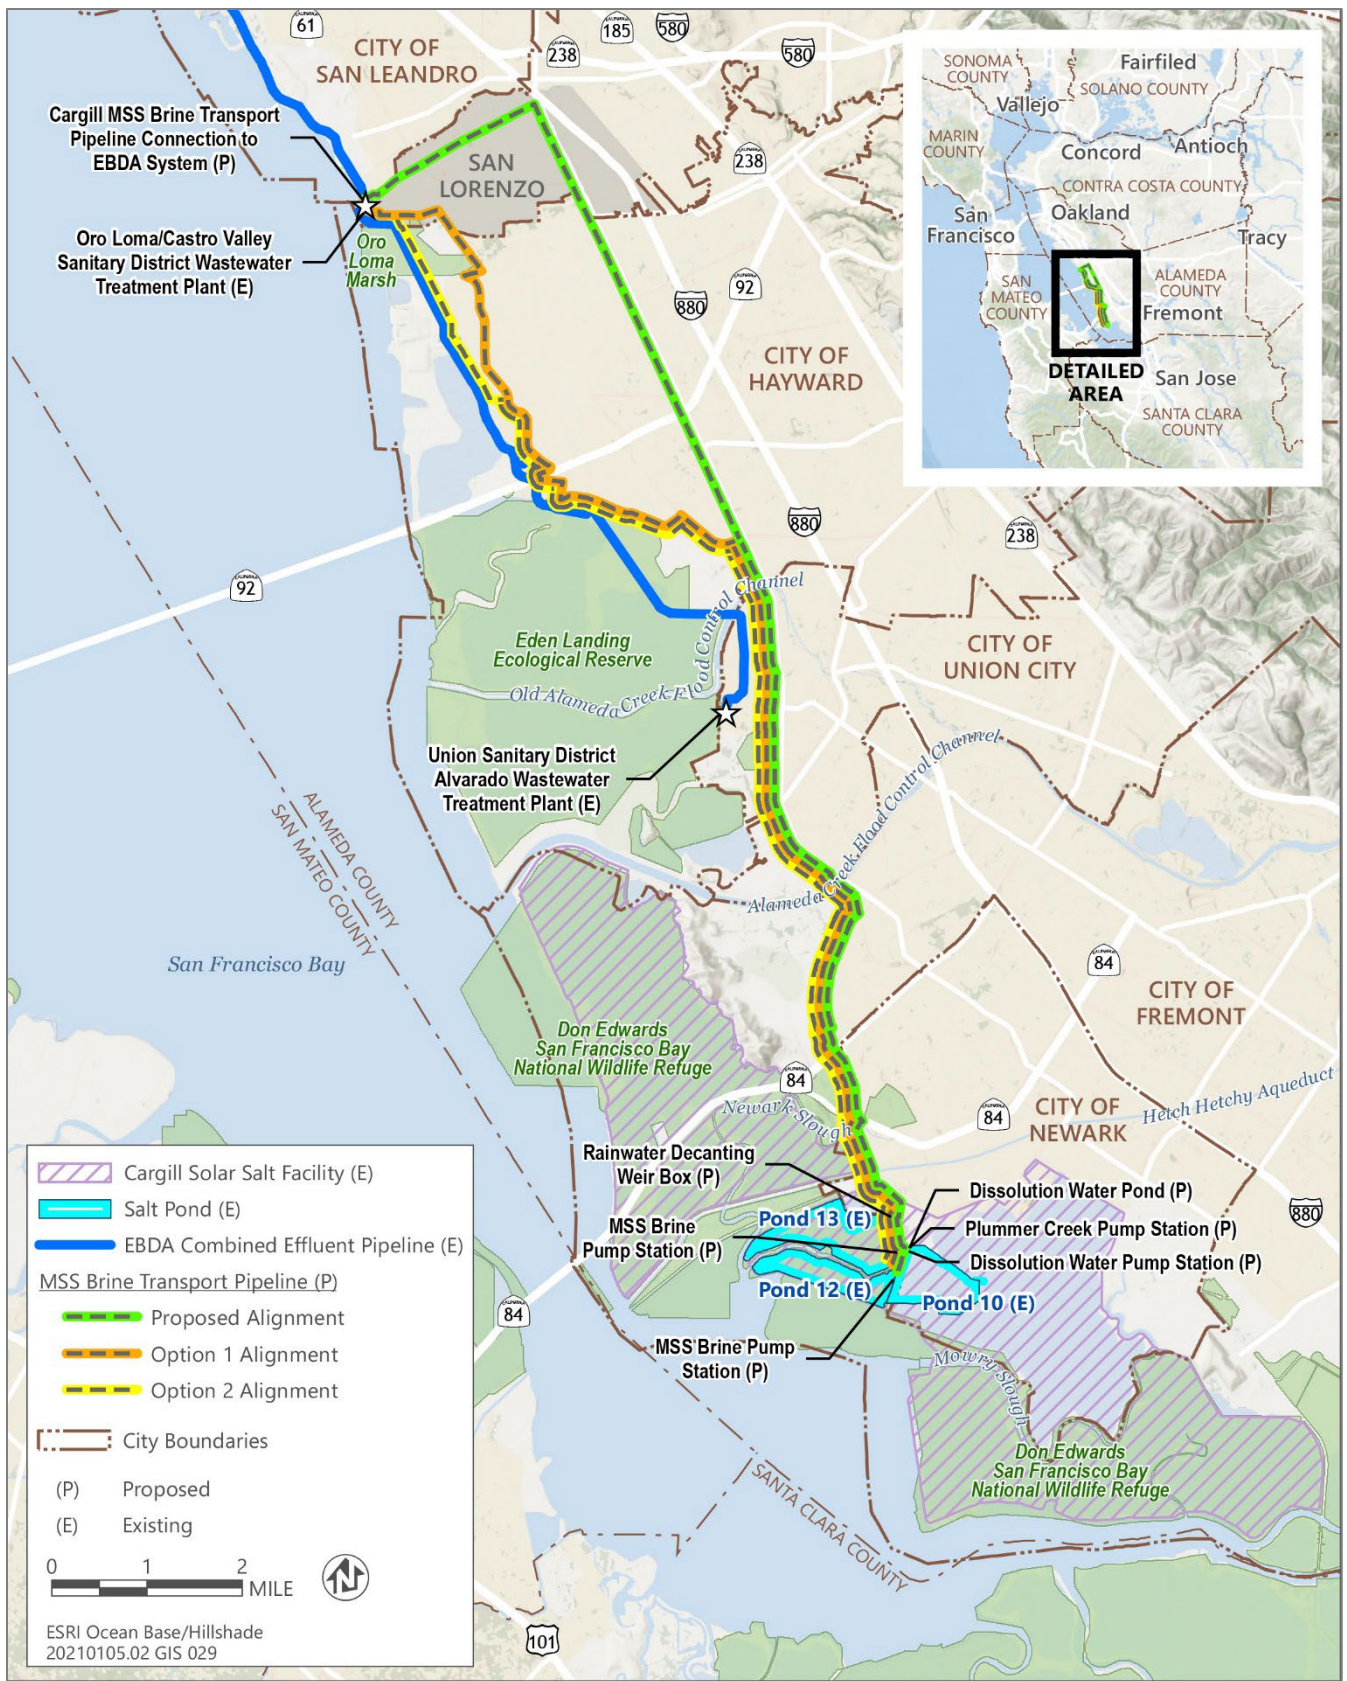 61
CITY OF
SAN LEANDRO
185
580
238
580
Cargill MSS Brine Transport
Pipeline Connection to
EBDA System (P)
SAN
LORENZO
238
Oro Loma/Castro Valley
Sanitary District Wastewater
Treatment Plant (E)
Oro
Loma
Marsh
880
92
CITY OF
HAYWARD
SONOMA
COUNTY
Fairfiled
SOLANO COUNTY
Vallejo
MARIN
COUNTY
Concord
Antioch
CONTRA COSTA COUNTY
San
Francisco
Oakland
Tracy
SAN
MATEO
COUNTY
ALAMEDA
COUNTY
Fremont
DETAILED
AREA
San Jose
SANTA CLARA
COUNTY
880
238
92
Eden Landing
Ecological Reserve
Old Alameda Creek Flood Control Channel
CITY OF
UNION CITY
Union Sanitary District
Alvarado Wastewater
Treatment Plant (E)
ALAMEDA COUNTY
SAN MATEO COUNTY
Alameda Creek Flood Control Channel
San Francisco Bay
84
CITY OF
FREMONT
Don Edwards
San Francisco Bay
National Wildlife Refuge
84
Newark Slough
84
CITY OF
NEWARK
Hetch Hetchy Aqueduct
Rainwater Decanting
Weir Box (P)
Dissolution Water Pond (P)
880
MSS Brine
Pump Station (P)
Pond 13 (E)
Plummer Creek Pump Station (P)
Dissolution Water Pump Station (P)
Pond 12 (E)
Pond 10 (E)
84
MSS Brine Pump
Station (P)
Mowry Slough
Don Edwards
San Francisco Bay
National Wildlife Refuge
SANTA CLARA COUNTY
101
Cargill Solar Salt Facility (E)
Salt Pond (E)
EBDA Combined Effluent Pipeline (E)
MSS Brine Transport Pipeline (P)
Proposed Alignment
Option 1 Alignment
Option 2 Alignment
City Boundaries
(P) Proposed
(E) Existing
0 1 2
MILE
N
ESRI Ocean Base/Hillshade
20210105.02 GIS 029